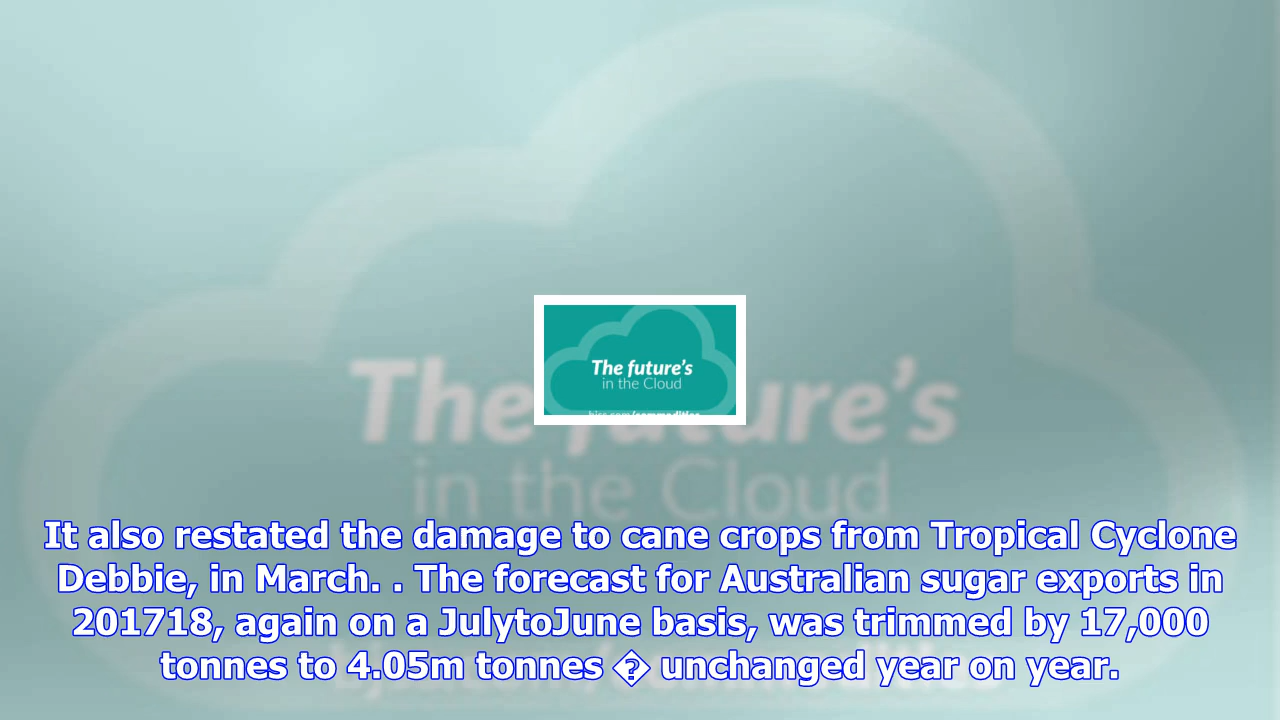 The future's
in the Cloud
The future's
in the Cloud
It also restated the damage to cane crops from Tropical Cyclone
Debbie, in March. . The forecast for Australian sugar exports in
201718, again on a JulytoJune basis, was trimmed by 17,000
tonnes to 4.05m tonnes � unchanged year on year.